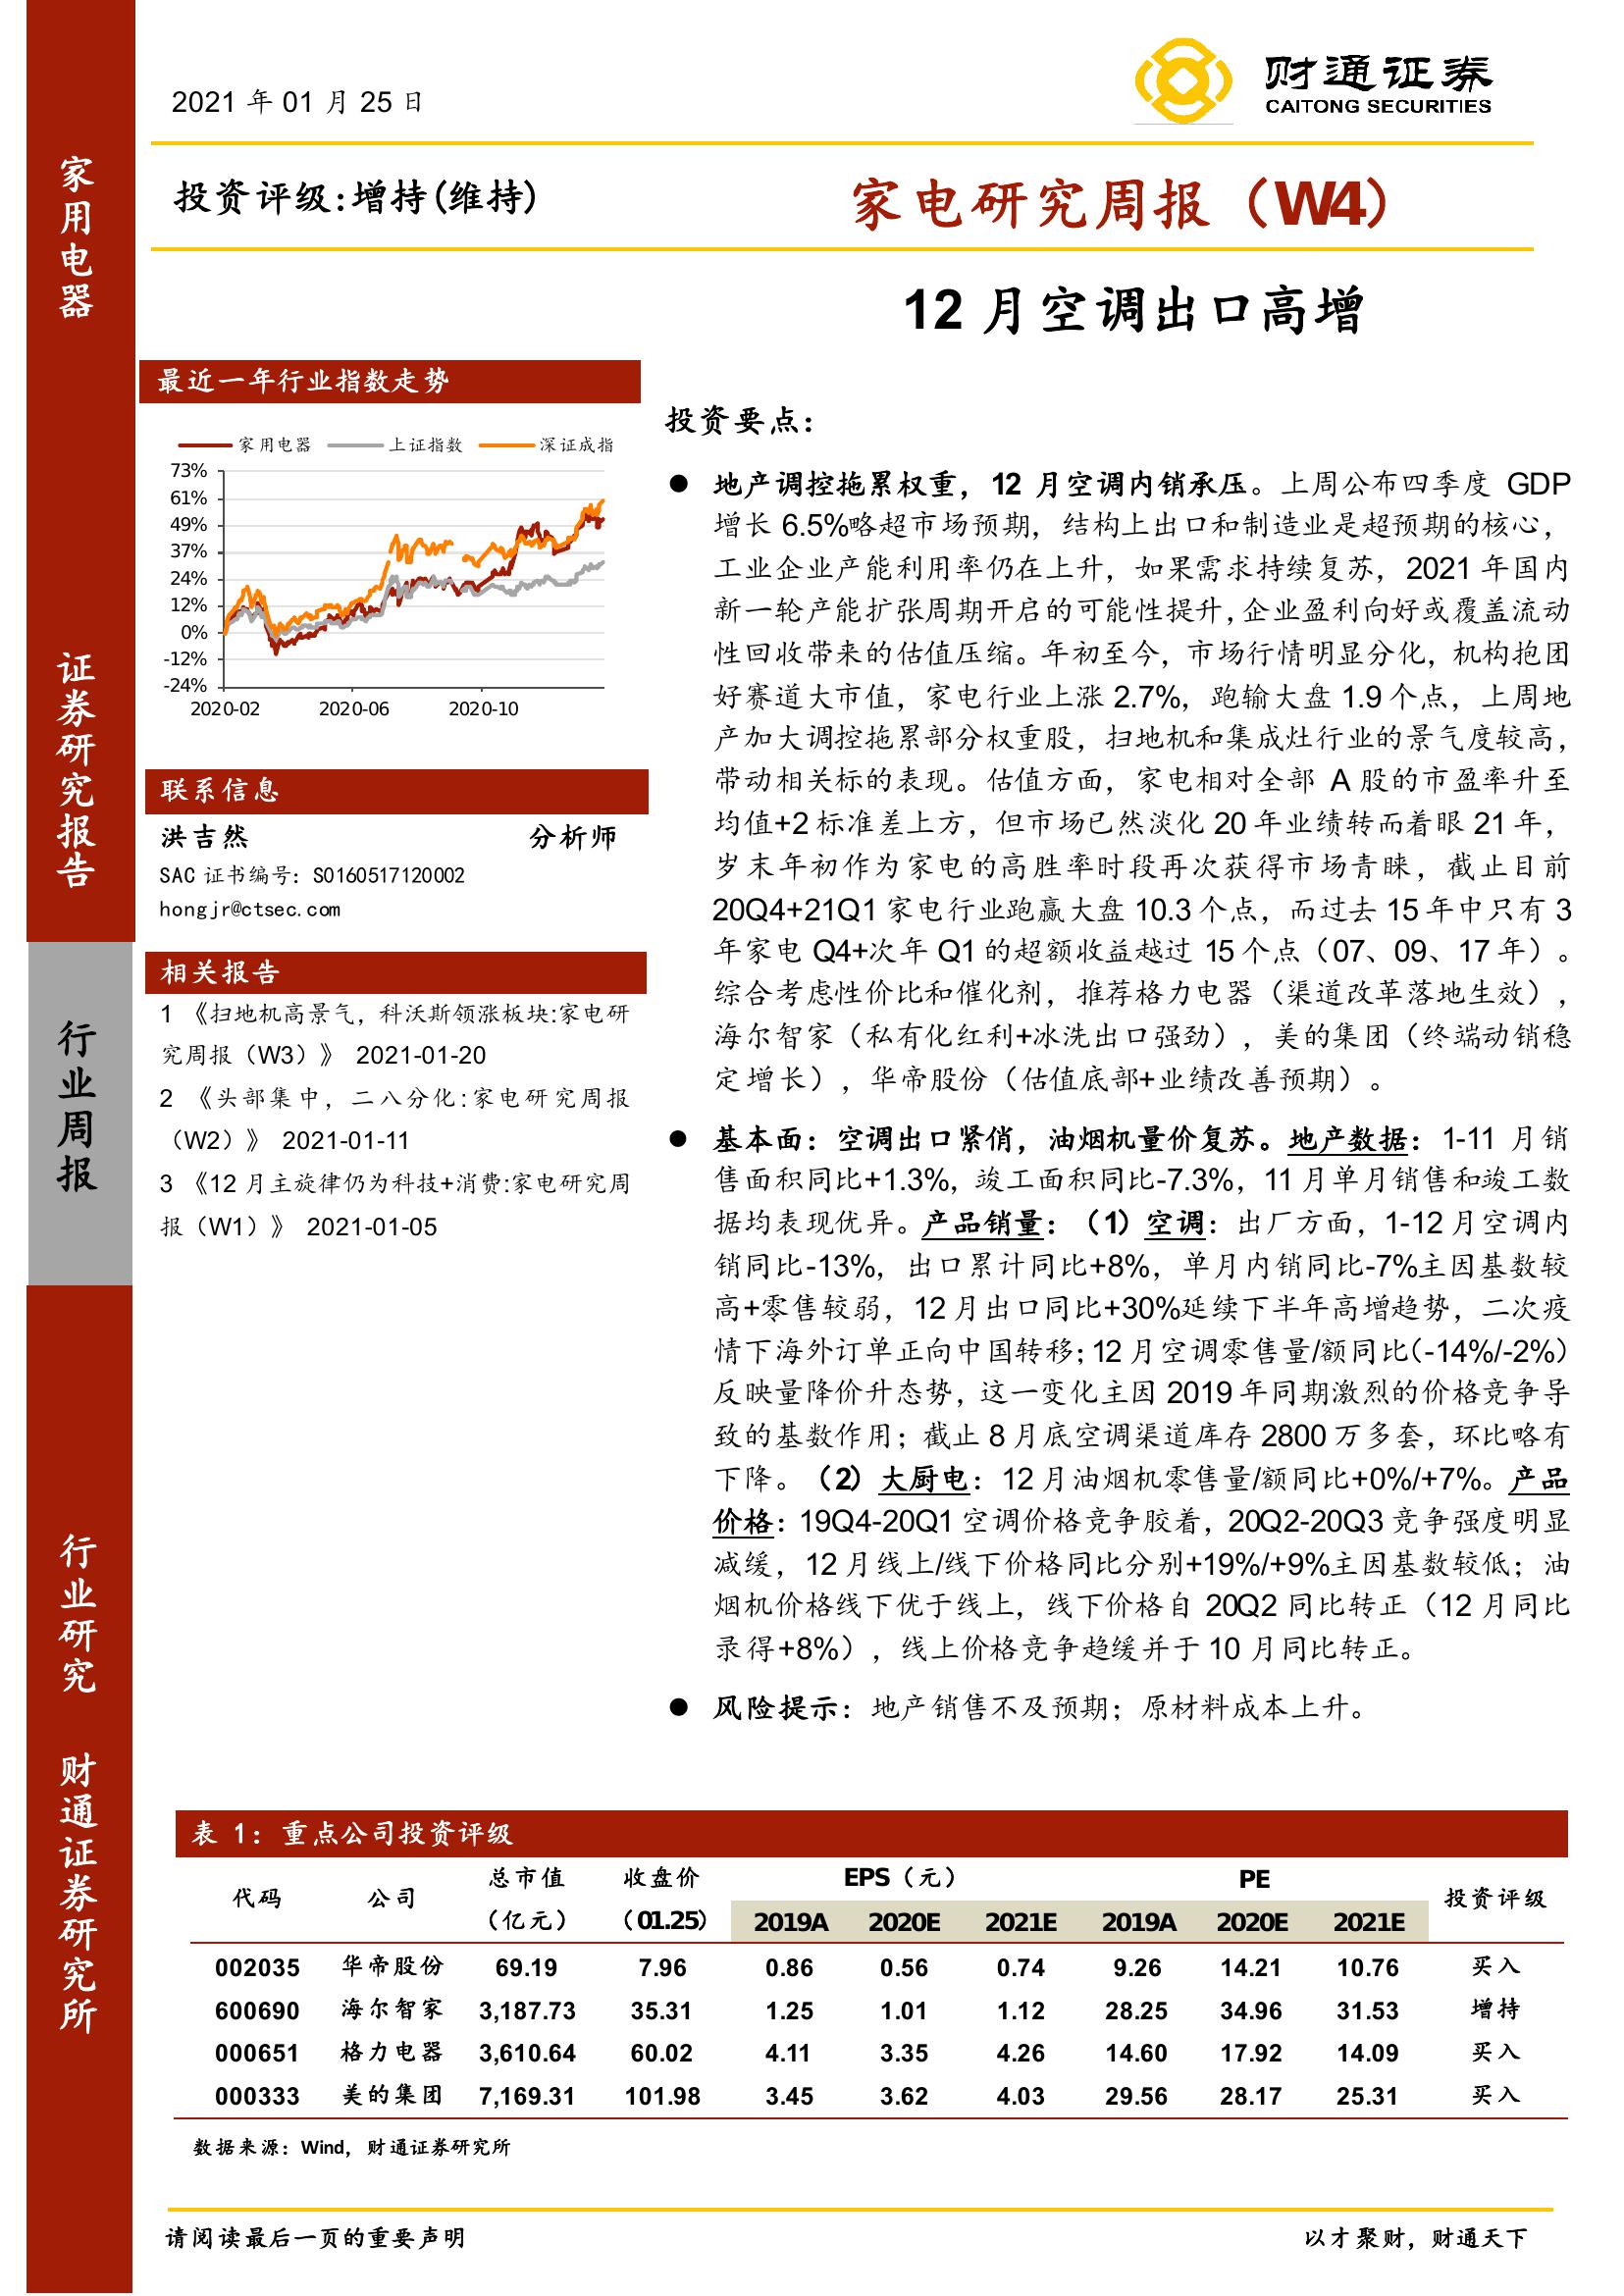 2021 年 01 月 25 日
财通证券
CAITONG SECURITIES
投资评级:增持(维持)
家电研究周报（W4）
12 月空调出口高增
家用电器
证券研究报告
行业周报
行业研究
财通证券研究所
最近一年行业指数走势
家用电器 上证指数 深证成指
73%
61%
49%
37%
24%
12%
0%
-12%
-24%
2020-02 2020-06 2020-10
联系信息
洪吉然 分析师
SAC 证书编号：S0160517120002
hongjr@ctsec.com
相关报告
1 《扫地机高景气，科沃斯领涨板块:家电研
究周报（W3）》 2021-01-20
2 《头部集中，二八分化:家电研究周报
（W2）》 2021-01-11
3 《12 月主旋律仍为科技+消费:家电研究周
报（W1）》 2021-01-05
投资要点：
● 地产调控拖累权重，12 月空调内销承压。上周公布四季度 GDP
增长 6.5%略超市场预期，结构上出口和制造业是超预期的核心，
工业企业产能利用率仍在上升，如果需求持续复苏，2021 年国内
新一轮产能扩张周期开启的可能性提升,企业盈利向好或覆盖流动
性回收带来的估值压缩。年初至今，市场行情明显分化，机构抱团
好赛道大市值，家电行业上涨 2.7%，跑输大盘 1.9 个点，上周地
产加大调控拖累部分权重股，扫地机和集成灶行业的景气度较高，
带动相关标的表现。估值方面，家电相对全部 A 股的市盈率升至
均值+2 标准差上方，但市场已然淡化 20 年业绩转而着眼 21 年，
岁末年初作为家电的高胜率时段再次获得市场青睐，截止目前
20Q4+21Q1 家电行业跑赢大盘 10.3 个点，而过去 15 年中只有 3
年家电 Q4+次年 Q1 的超额收益越过 15 个点（07、09、17 年）。
综合考虑性价比和催化剂，推荐格力电器（渠道改革落地生效），
海尔智家（私有化红利+冰洗出口强劲），美的集团（终端动销稳
定增长），华帝股份（估值底部+业绩改善预期）。
● 基本面：空调出口紧俏，油烟机量价复苏。地产数据：1-11 月销
售面积同比+1.3%，竣工面积同比-7.3%，11 月单月销售和竣工数
据均表现优异。产品销量：（1）空调：出厂方面，1-12 月空调内
销同比-13%，出口累计同比+8%，单月内销同比-7%主因基数较
高+零售较弱，12 月出口同比+30%延续下半年高增趋势，二次疫
情下海外订单正向中国转移;12 月空调零售量/额同比(-14%/-2%)
反映量降价升态势，这一变化主因 2019 年同期激烈的价格竞争导
致的基数作用；截止 8 月底空调渠道库存 2800 万多套，环比略有
下降。（2）大厨电：12 月油烟机零售量/额同比+0%/+7%。产品
价格：19Q4-20Q1 空调价格竞争胶着，20Q2-20Q3 竞争强度明显
减缓，12 月线上/线下价格同比分别+19%/+9%主因基数较低；油
烟机价格线下优于线上，线下价格自 20Q2 同比转正（12 月同比
录得+8%），线上价格竞争趋缓并于 10 月同比转正。
● 风险提示：地产销售不及预期；原材料成本上升。
表 1：重点公司投资评级
代码 公司 总市值（亿元） 收盘价（01.25） EPS（元） PE 投资评级
2019A 2020E 2021E 2019A 2020E 2021E
002035 华帝股份 69.19 7.96 0.86 0.56 0.74 9.26 14.21 10.76 买入
600690 海尔智家 3,187.73 35.31 1.25 1.01 1.12 28.25 34.96 31.53 增持
000651 格力电器 3,610.64 60.02 4.11 3.35 4.26 14.60 17.92 14.09 买入
000333 美的集团 7,169.31 101.98 3.45 3.62 4.03 29.56 28.17 25.31 买入
数据来源：Wind，财通证券研究所
请阅读最后一页的重要声明
以才聚财，财通天下